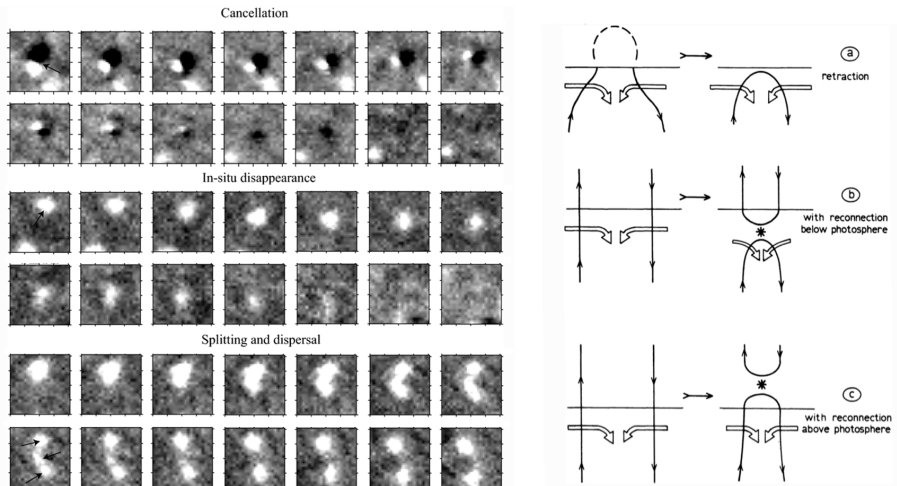 Cancellation
In-situ disappearance
Splitting and dispersal
a
retraction
b
with reconnection
below photosphere
c
with reconnection
above photosphere